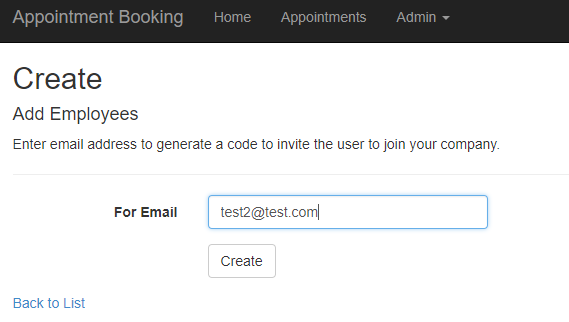 Appointment Booking Home Appointments Admin
Create
Add Employees
Enter email address to generate a code to invite the user to join your company.
For Email test2@test.com
Create
Back to List